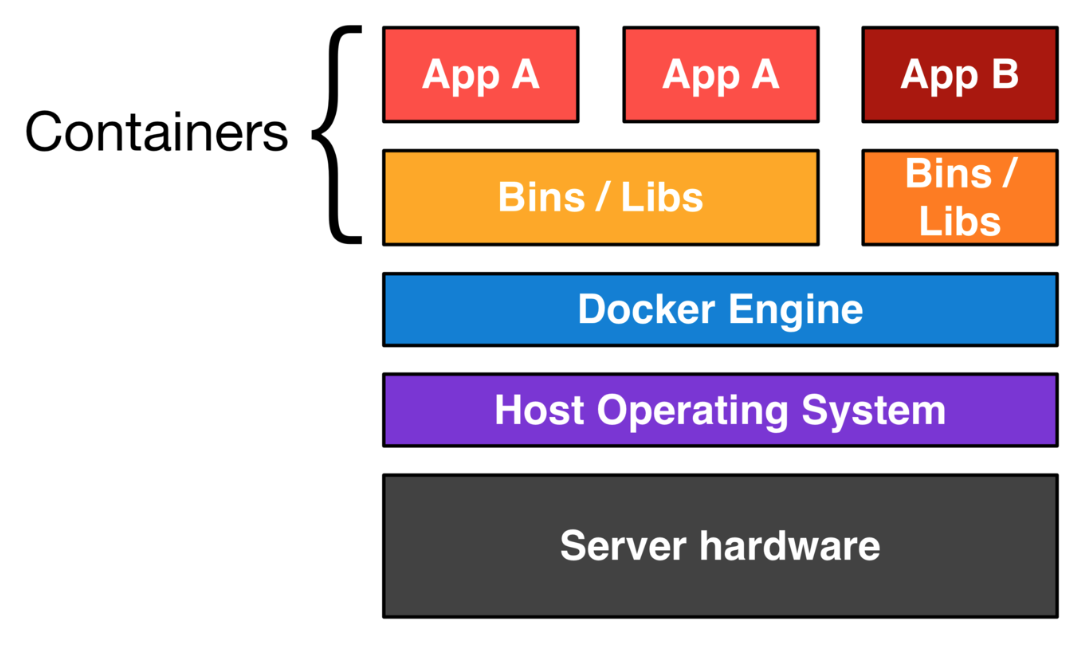 Containers
App A
App A
App B
Bins / Libs
Bins /
Libs
Docker Engine
Host Operating System
Server hardware